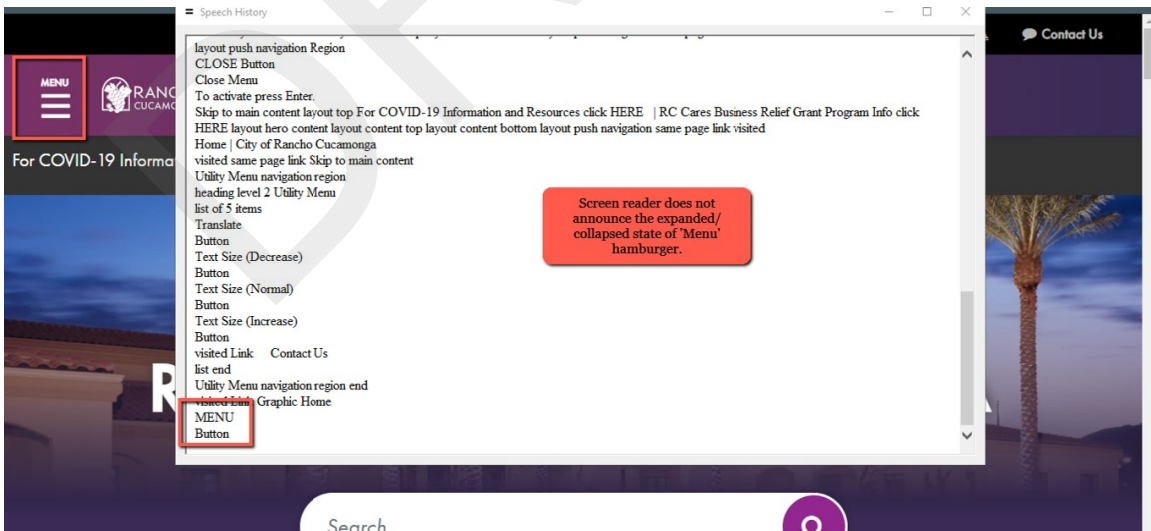 Speech History
Contact Us
MENU
RANC
CUCAMO
For COVID-19 Informa
layout push navigation Region
CLOSE Button
Close Menu
To activate press Enter.
Skip to main content layout top For COVID-19 Information and Resources click HERE | RC Cares Business Relief Grant Program Info click
HERE layout hero content layout content top layout content bottom layout push navigation same page link visited
Home | City of Rancho Cucamonga
visited same page link Skip to main content
Utility Menu navigation region
heading level 2 Utility Menu
list of 5 items
Translate
Button
Text Size (Decrease)
Button
Text Size (Normal)
Button
Text Size (Increase)
Button
visited Link Contact Us
list end
Utility Menu navigation region end
visited Link Graphic Home
MENU
Button
Screen reader does not
announce the expanded/
collapsed state of 'Menu'
hamburger.
R
A
Search